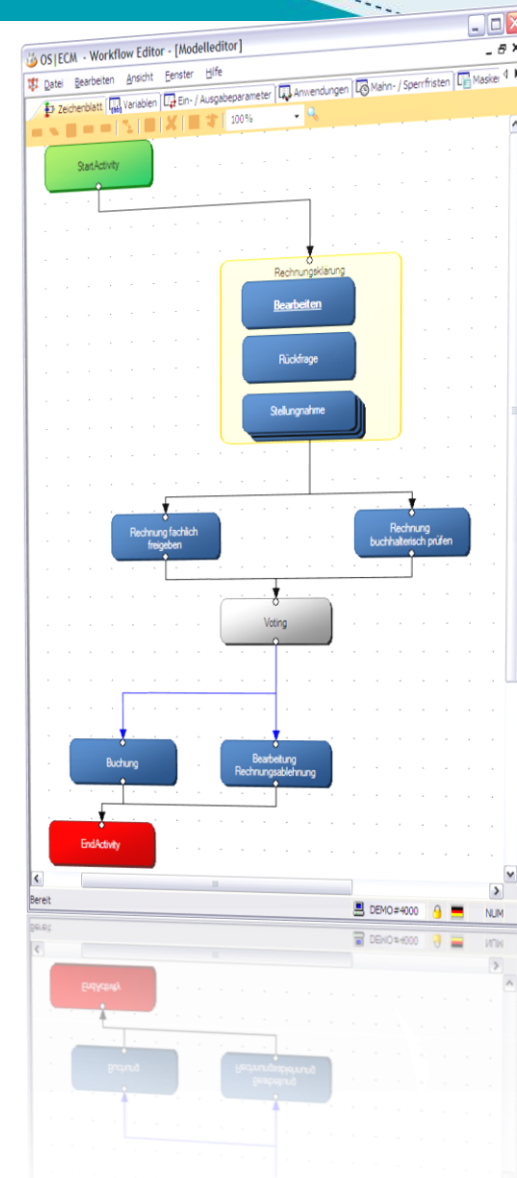 OS|ECM - Workflow Editor - [Modelleditor]
Datei Bearbeiten Ansicht Fenster Hilfe
Zeichenblatt Variablen Ein- / Ausgabeparameter Anwendungen Mahn- / Sperrfristen Masken
100%
StartActivity
Rechnungsklärung
Bearbeiten
Rückfrage
Stellungnahme
Rechnung fachlich
freigeben
Rechnung
buchhalterisch prüfen
Voting
Buchung
Bearbeitung
Rechnungsablehnung
EndActivity
Bereit
DEMO#4000
NUM